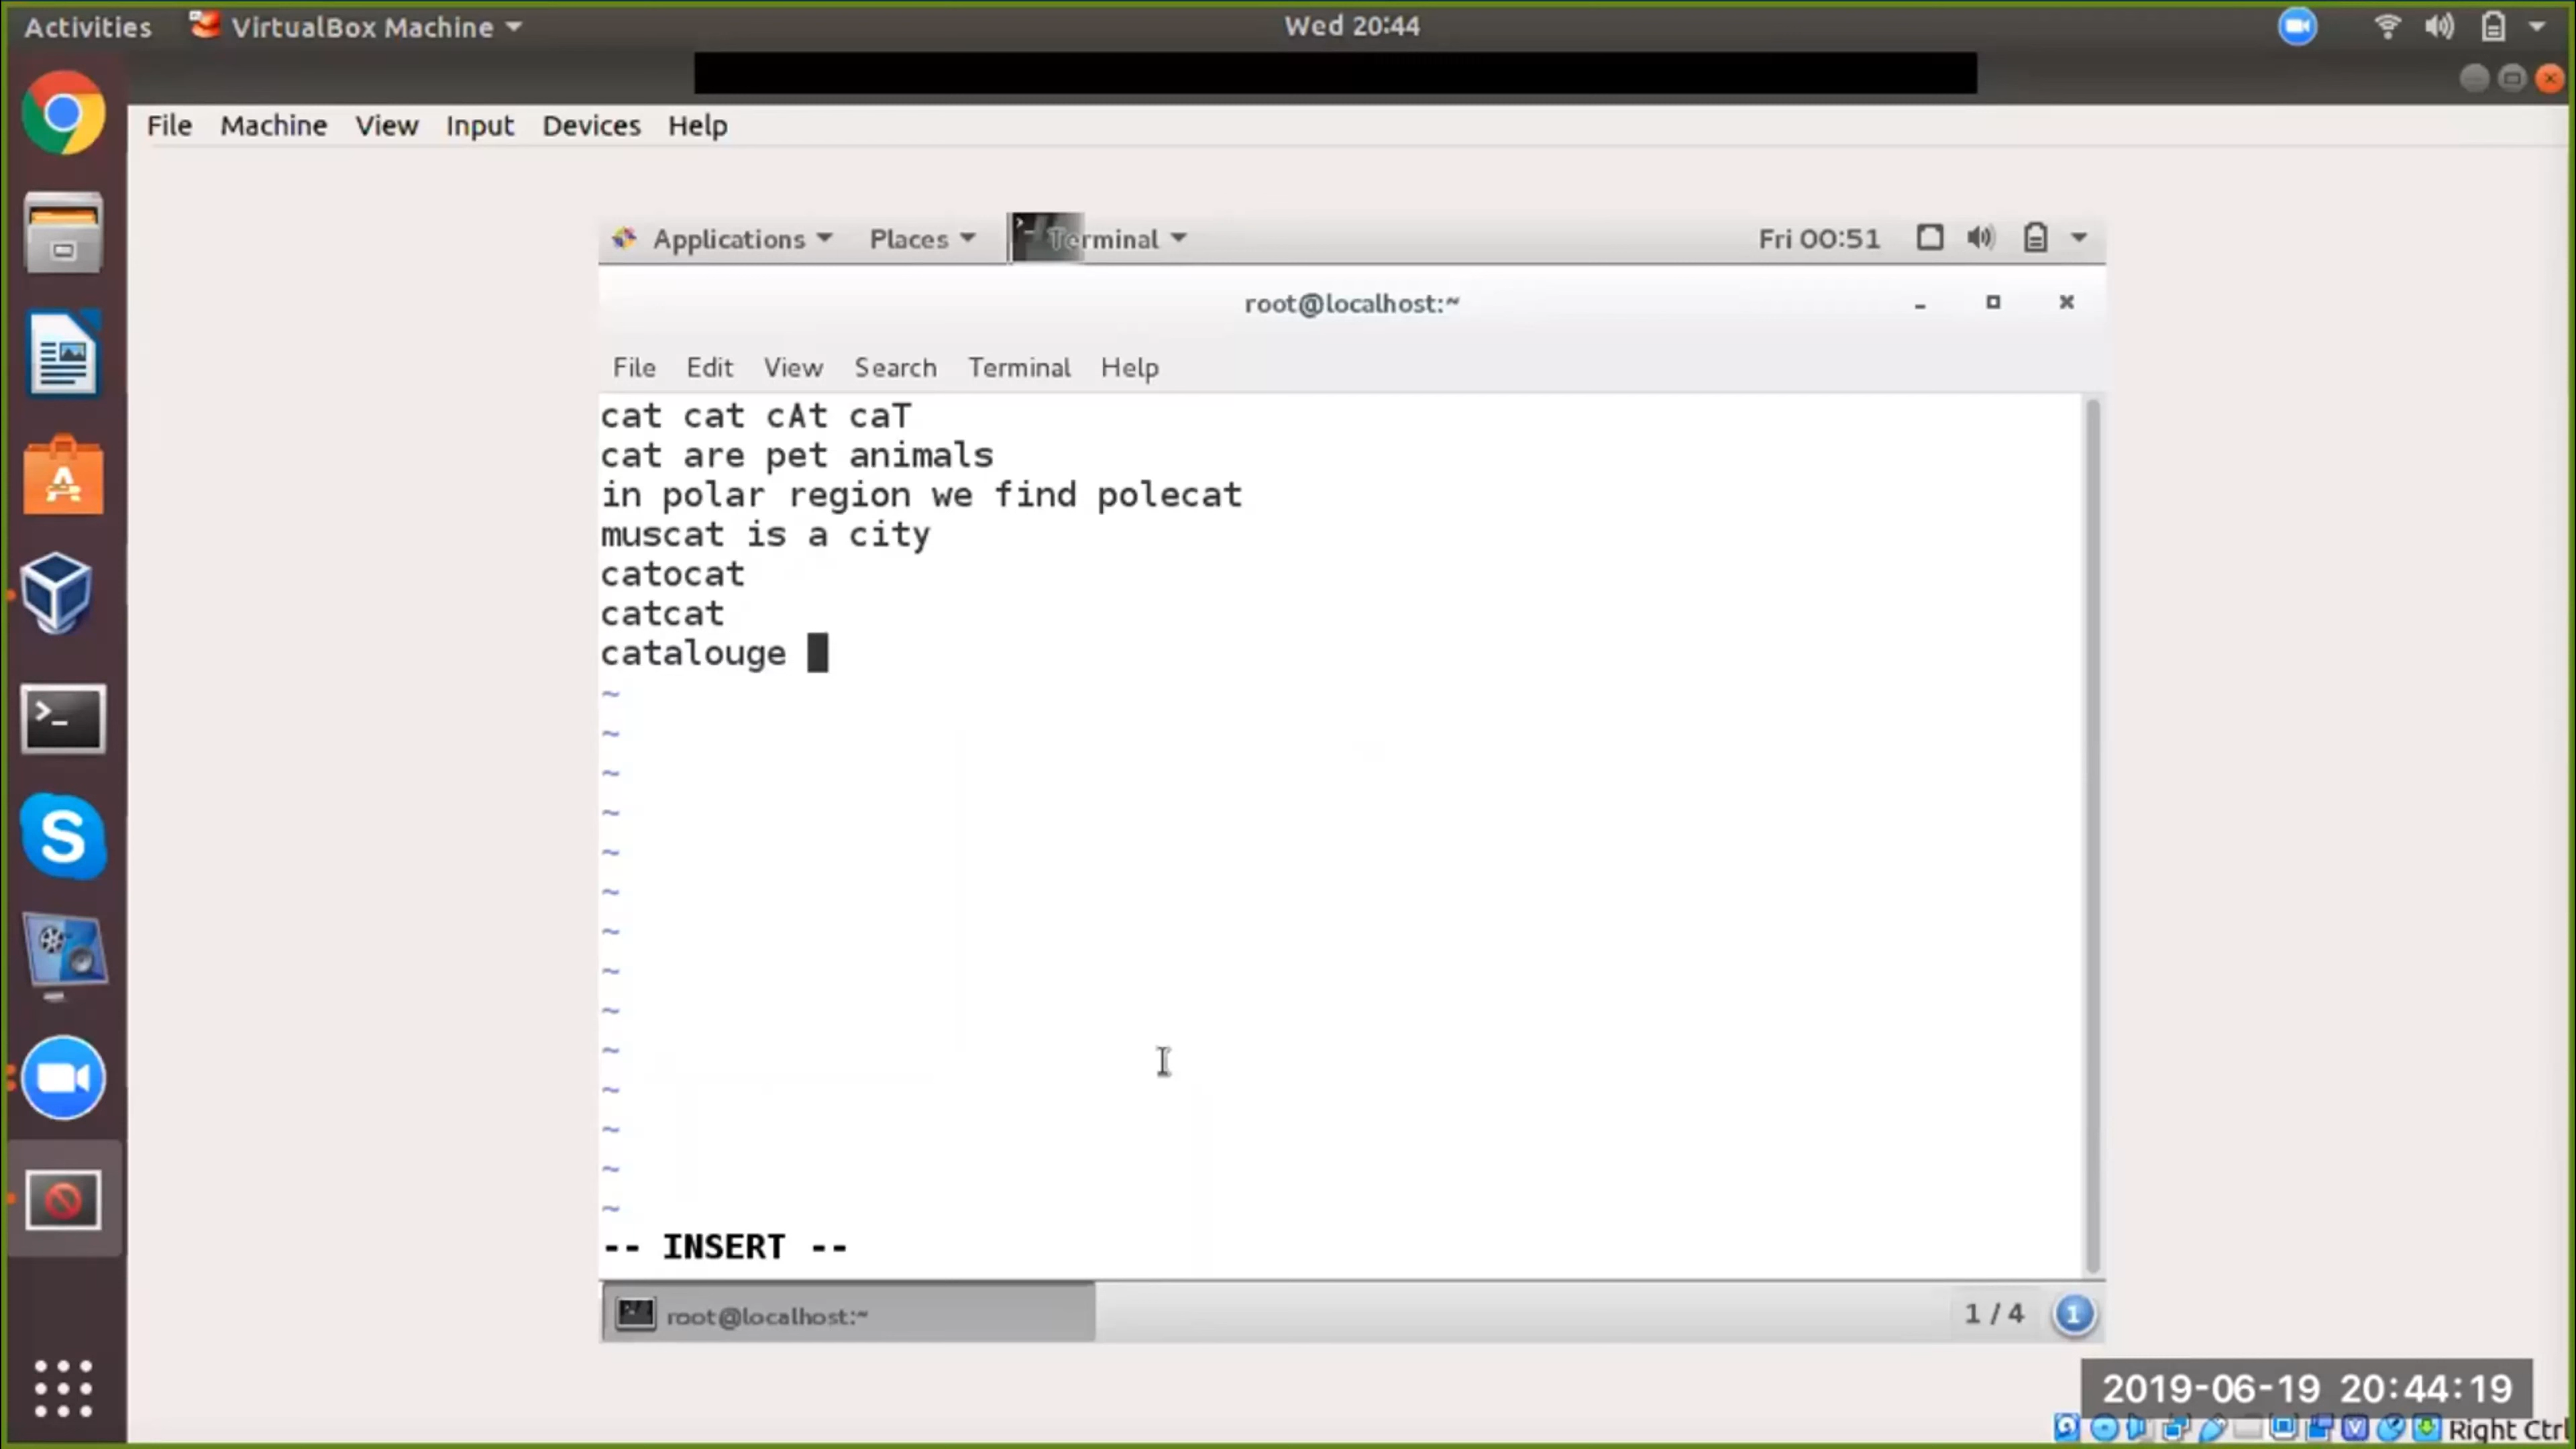 Activities VirtualBox Machine Wed 20:44
File Machine View Input Devices Help
Applications Places Terminal Fri 00:51
root@localhost:~
File Edit View Search Terminal Help
cat cat cAt caT
cat are pet animals
in polar region we find polecat
muscat is a city
catocat
catcat
catalouge
~
~
~
~
~
~
~
~
~
~
~
~
~
~
-- INSERT --
root@localhost:~ 1 / 4 1
2019-06-19 20:44:19
Right Ctrl